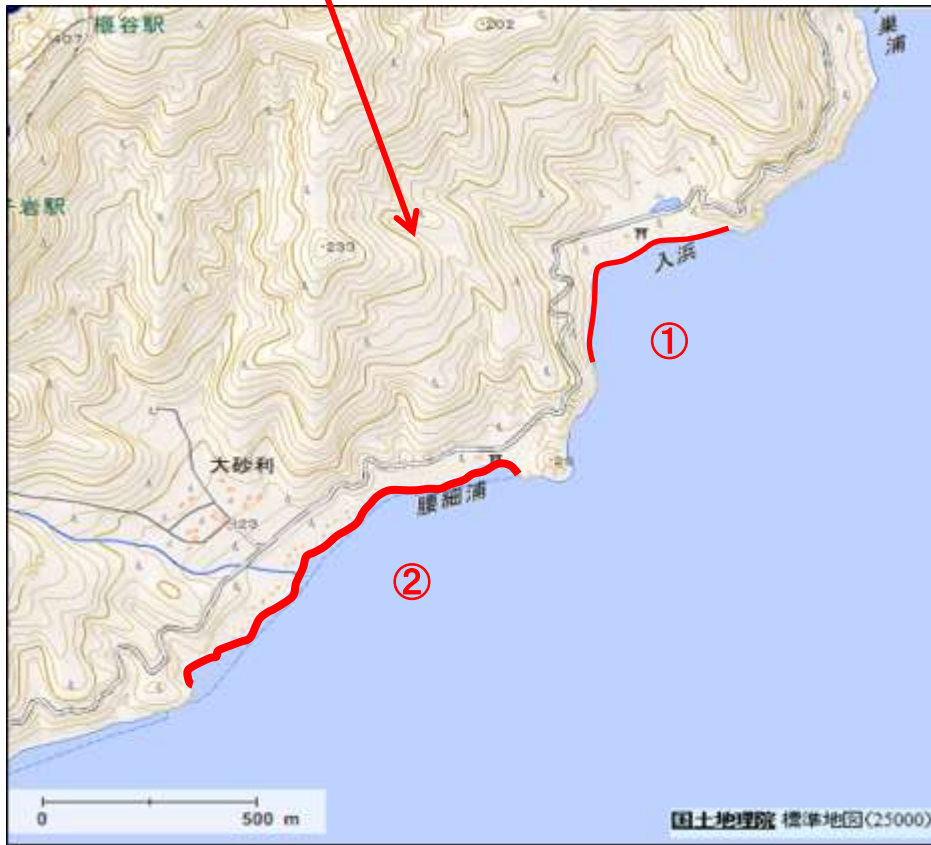 榧谷駅
407
202
巣浦
岩駅
233
入浜
①
大砂利
123
腰細浦
②
0 500 m
国土地理院 標準地図(25000)